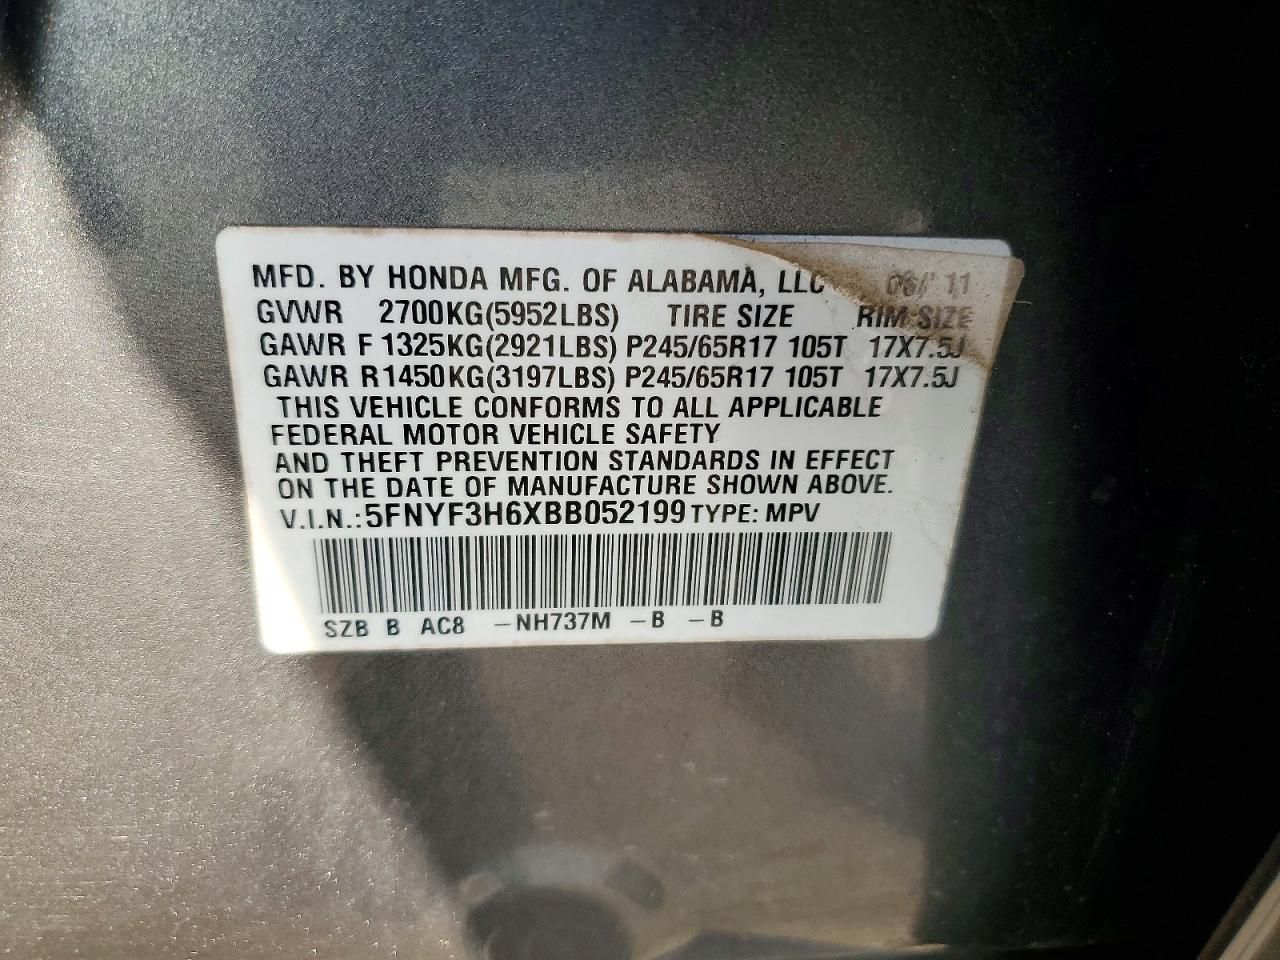 MFD. BY HONDA MFG. OF ALABAMA, LLC 06/' 11
GVWR 2700KG(5952LBS) TIRE SIZE RIM SIZE
GAWR F 1325KG(2921LBS) P245/65R17 105T 17X7.5J
GAWR R1450KG(3197LBS) P245/65R17 105T 17X7.5J
THIS VEHICLE CONFORMS TO ALL APPLICABLE
FEDERAL MOTOR VEHICLE SAFETY
AND THEFT PREVENTION STANDARDS IN EFFECT
ON THE DATE OF MANUFACTURE SHOWN ABOVE.
V.I.N.:5FNYF3H6XBB052199 TYPE: MPV
SZB B AC8 –NH737M –B –B